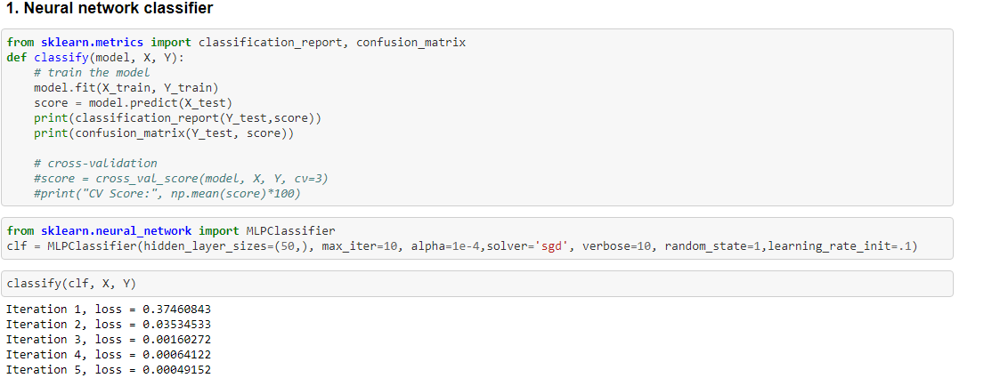 1. Neural network classifier
from sklearn.metrics import classification_report, confusion_matrix
def classify(model, X, Y):
    # train the model
    model.fit(X_train, Y_train)
    score = model.predict(X_test)
    print(classification_report(Y_test,score))
    print(confusion_matrix(Y_test, score))

    # cross-validation
    #score = cross_val_score(model, X, Y, cv=3)
    #print("CV Score:", np.mean(score)*100)
from sklearn.neural_network import MLPClassifier
clf = MLPClassifier(hidden_layer_sizes=(50,), max_iter=10, alpha=1e-4,solver='sgd', verbose=10, random_state=1,learning_rate_init=.1)
classify(clf, X, Y)
Iteration 1, loss = 0.37460843
Iteration 2, loss = 0.03534533
Iteration 3, loss = 0.00160272
Iteration 4, loss = 0.00064122
Iteration 5, loss = 0.00049152